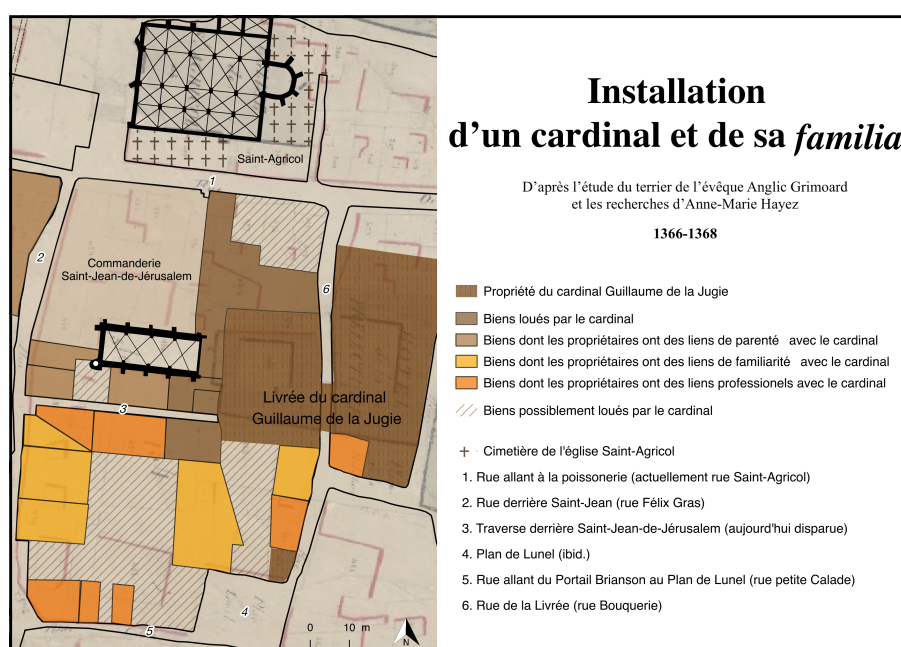 Installation
d'un cardinal et de sa familia
D'après l'étude du terrier de l'évêque Anglic Grimoard
et les recherches d'Anne-Marie Hayez
1366-1368
Propriété du cardinal Guillaume de la Jugie
Biens loués par le cardinal
Biens dont les propriétaires ont des liens de parenté avec le cardinal
Biens dont les propriétaires ont des liens de familiarité avec le cardinal
Biens dont les propriétaires ont des liens professionels avec le cardinal
Biens possiblement loués par le cardinal
Cimetière de l'église Saint-Agricol
1. Rue allant à la poissonerie (actuellement rue Saint-Agricol)
2. Rue derrière Saint-Jean (rue Félix Gras)
3. Traverse derrière Saint-Jean-de-Jérusalem (aujourd'hui disparue)
4. Plan de Lunel (ibid.)
5. Rue allant du Portail Brianson au Plan de Lunel (rue petite Calade)
6. Rue de la Livrée (rue Bouquerie)
Saint-Agricol
1
2
Commanderie
Saint-Jean-de-Jérusalem
6
Livrée du cardinal
Guillaume de la Jugie
3
4
5
0 10 m
N